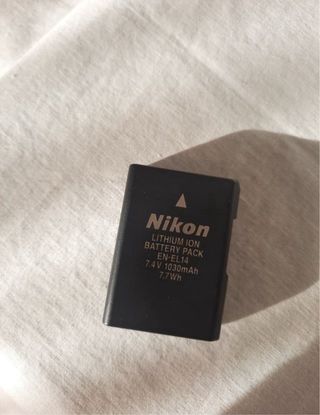 Nikon
LITHIUM ION
BATTERY PACK
EN-EL14
7.4V 1030mAh
7.7Wh